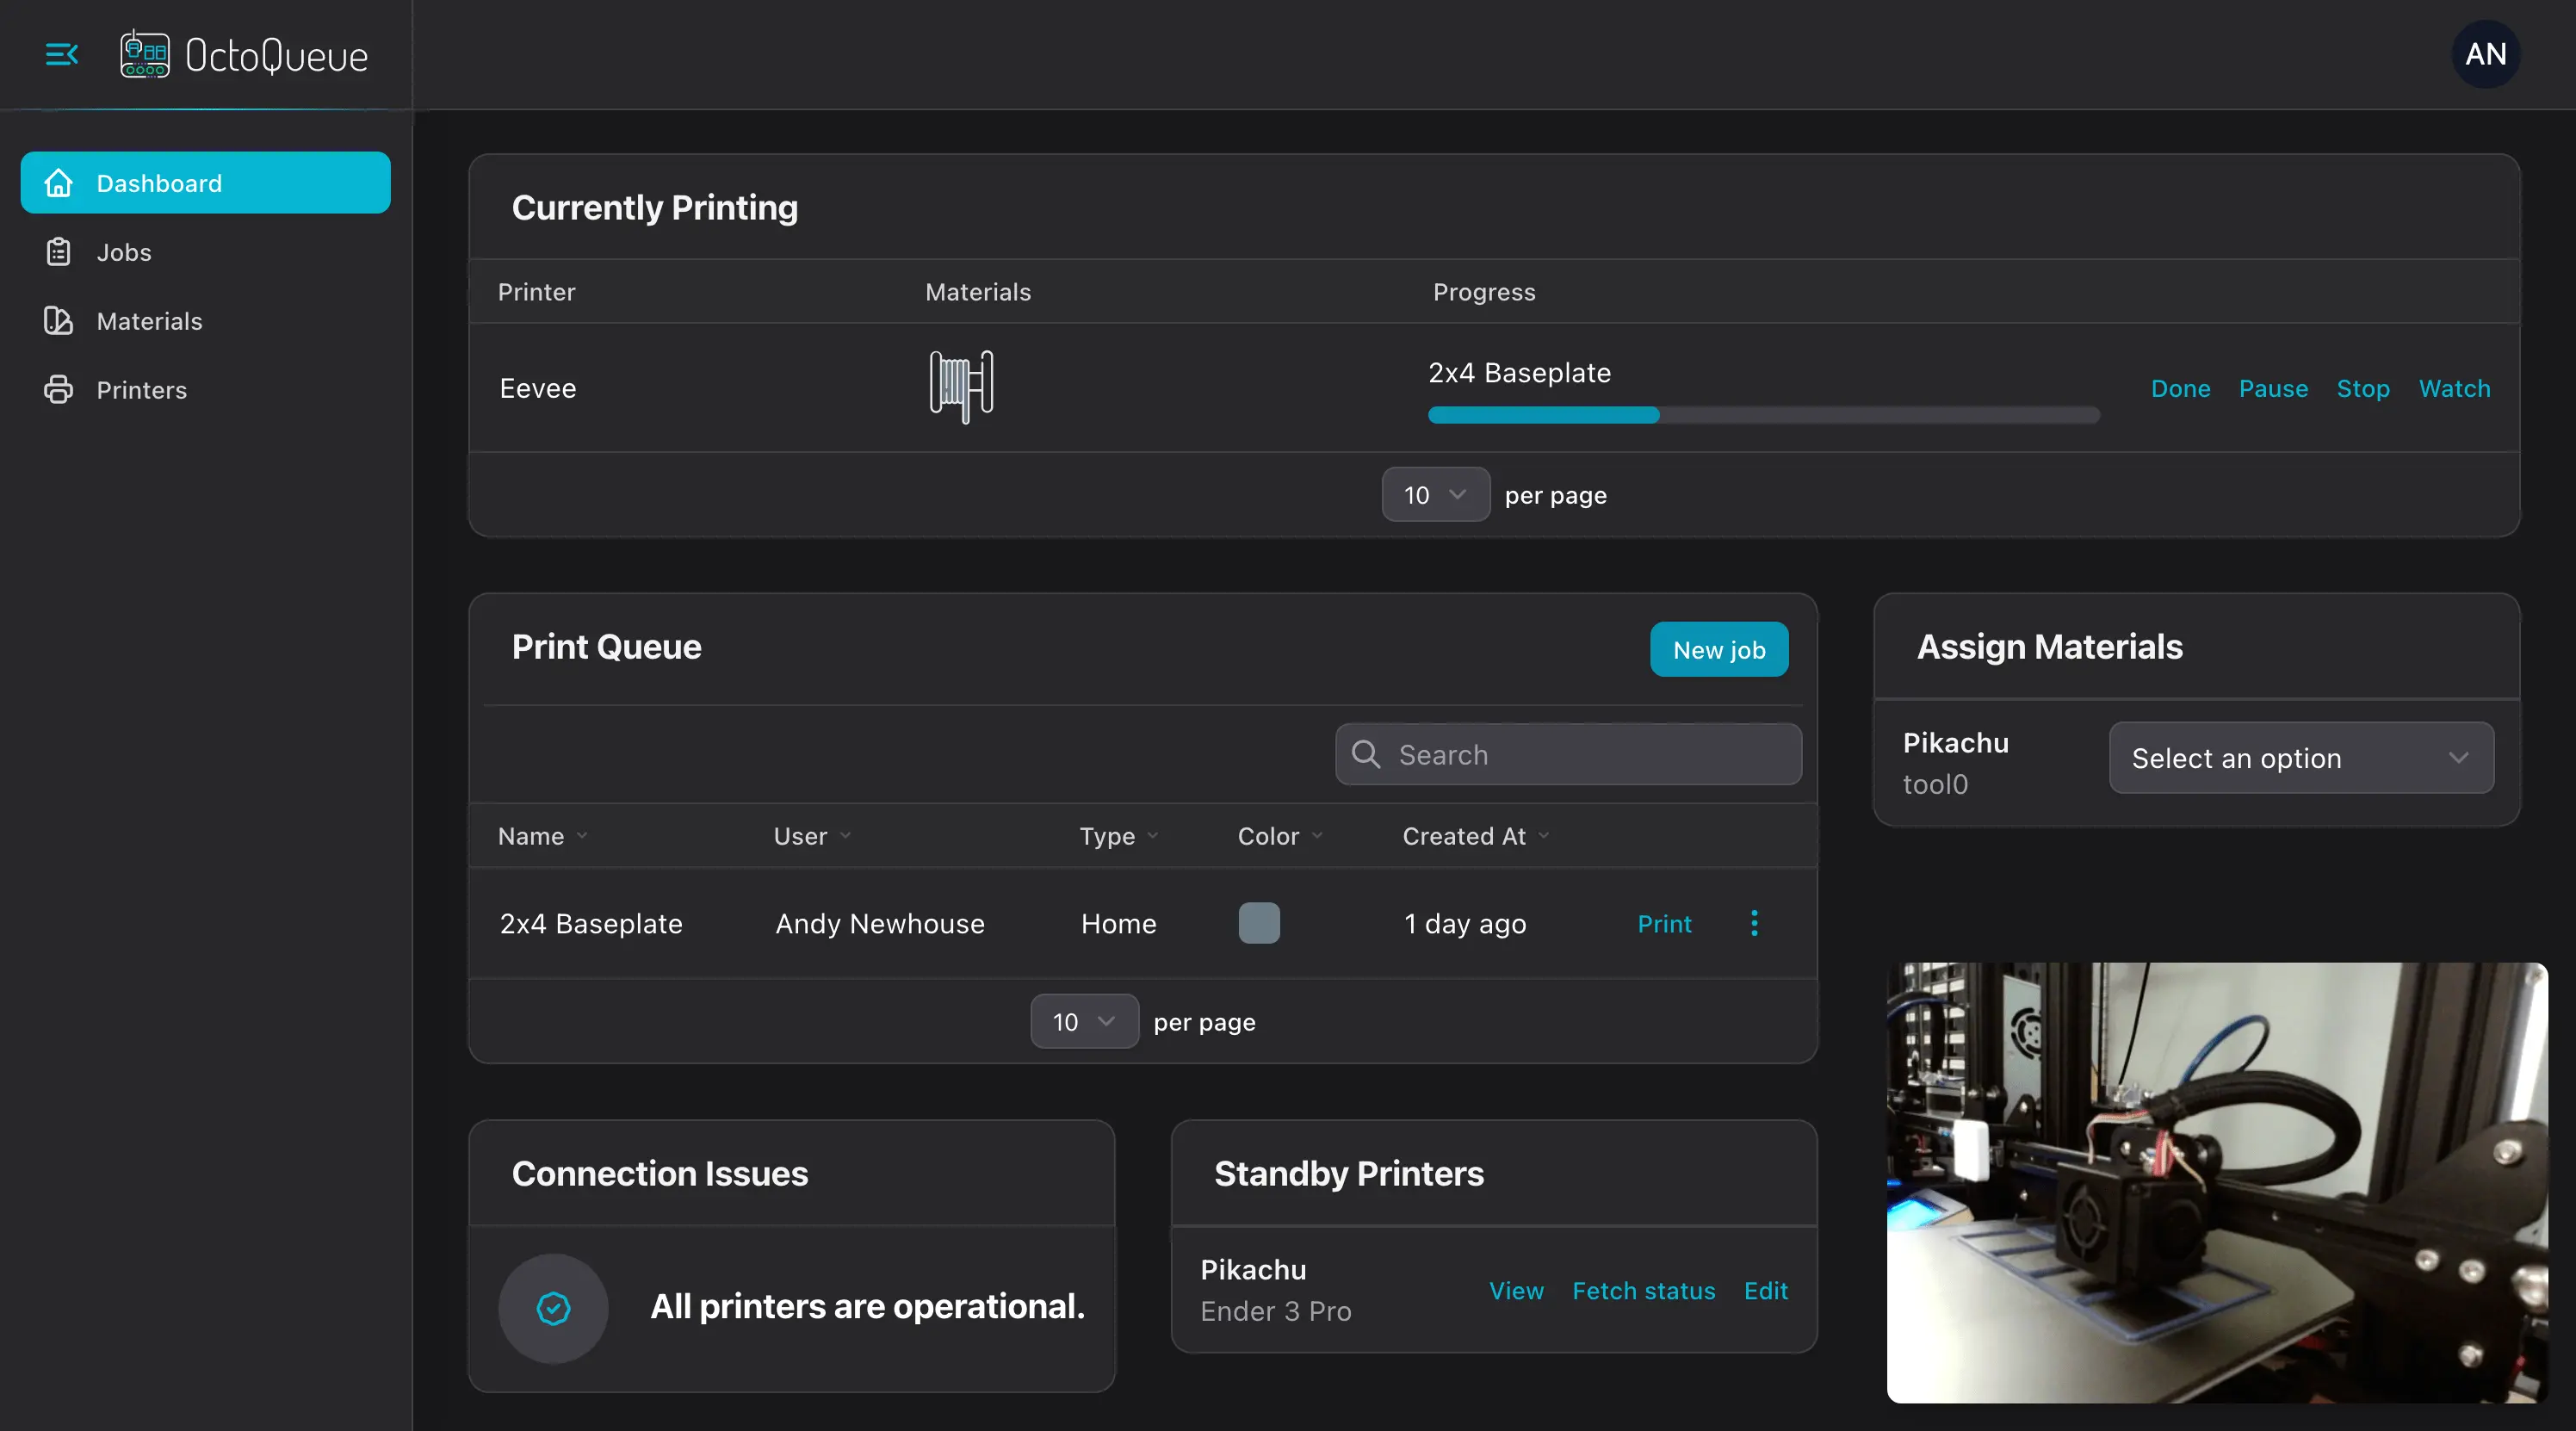 OctoQueue
AN
Dashboard
Jobs
Materials
Printers
Currently Printing
Printer Materials Progress
Eevee
2x4 Baseplate
Done Pause Stop Watch
10 per page
Print Queue
New job
Search
Name User Type Color Created At
2x4 Baseplate Andy Newhouse Home 1 day ago Print
10 per page
Assign Materials
Pikachu
tool0
Select an option
Connection Issues
All printers are operational.
Standby Printers
Pikachu
Ender 3 Pro
View Fetch status Edit